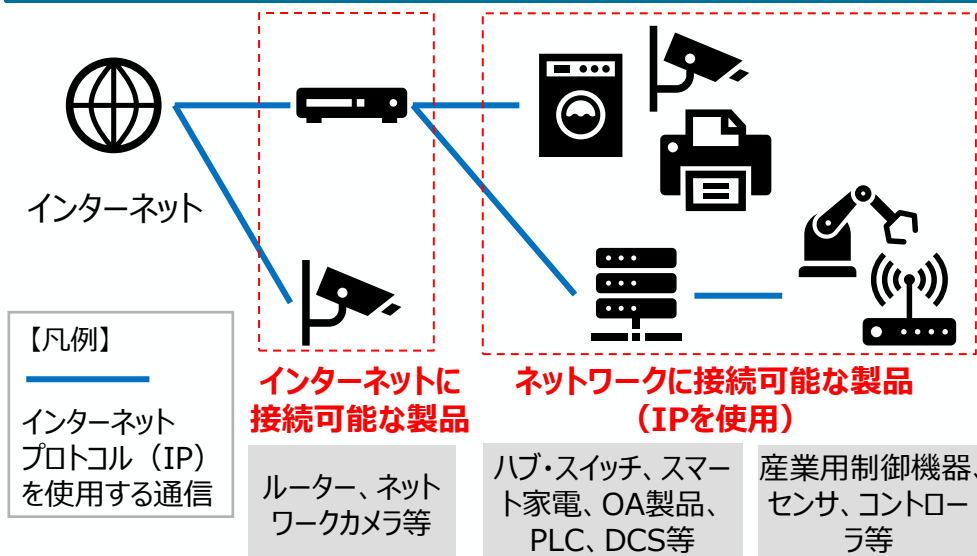 インターネット
【凡例】
インターネット
プロトコル（IP）
を使用する通信
インターネットに
接続可能な製品
ルーター、ネット
ワークカメラ等
ネットワークに接続可能な製品
（IPを使用）
ハブ・スイッチ、スマー
ト家電、OA製品、
PLC、DCS等
産業用制御機器、
センサ、コントロー
ラ等